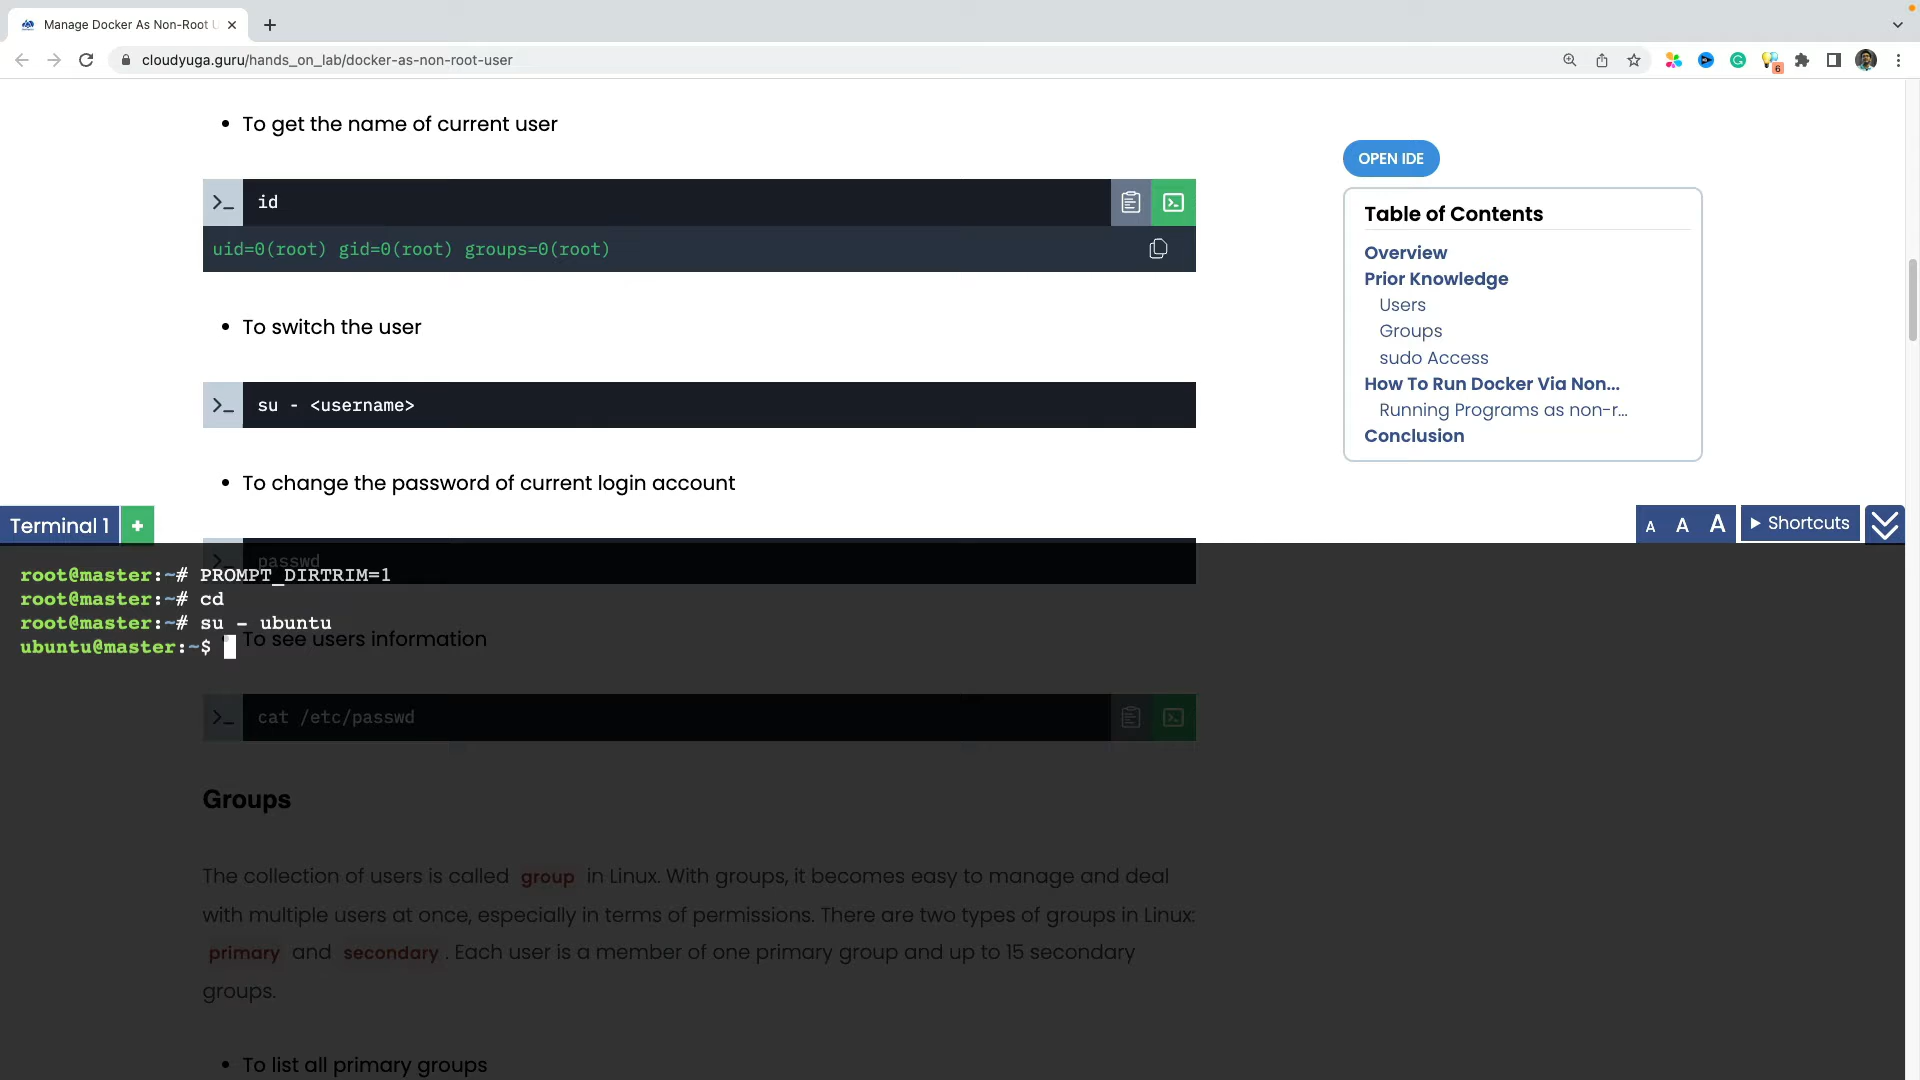 Manage Docker As Non-Root U
cloudyuga.guru/hands_on_lab/docker-as-non-root-user
6
To get the name of current user
id
uid=0(root) gid=0(root) groups=0(root)
To switch the user
su - <username>
To change the password of current login account
OPEN IDE
Table of Contents
Overview
Prior Knowledge
Users
Groups
sudo Access
How To Run Docker Via Non...
Running Programs as non-r...
Conclusion
Terminal 1 +
A A A
Shortcuts
passwd
root@master:~# PROMPT_DIRTRIM=1
root@master:~# cd
root@master:~# su - ubuntu
ubuntu@master:~$
To see users information
cat /etc/passwd
Groups
The collection of users is called group in Linux. With groups, it becomes easy to manage and deal
with multiple users at once, especially in terms of permissions. There are two types of groups in Linux:
primary and secondary . Each user is a member of one primary group and up to 15 secondary
groups.
To list all primary groups